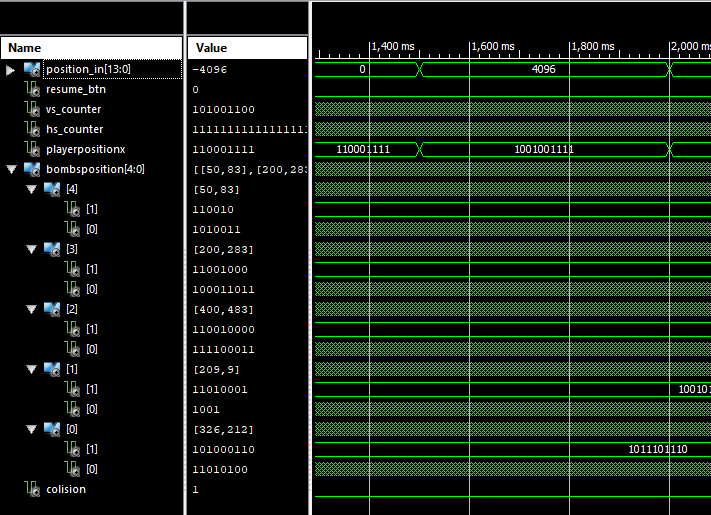 Name Value
1,400 ms 1,600 ms 1,800 ms 2,000 ms
position_in[13:0] -4096 0 4096
resume_btn 0
vs_counter 101001100
hs_counter 11111111111111111
playerpositionx 110001111 110001111 1001001111
bombsposition[4:0] [[50,83],[200,283
[4] [50,83]
[1] 110010
[0] 1010011
[3] [200,283]
[1] 11001000
[0] 100011011
[2] [400,483]
[1] 110010000
[0] 111100011
[1] [209,9]
[1] 11010001 100101
[0] 1001
[0] [326,212]
[1] 101000110 1011101110
[0] 11010100
colision 1